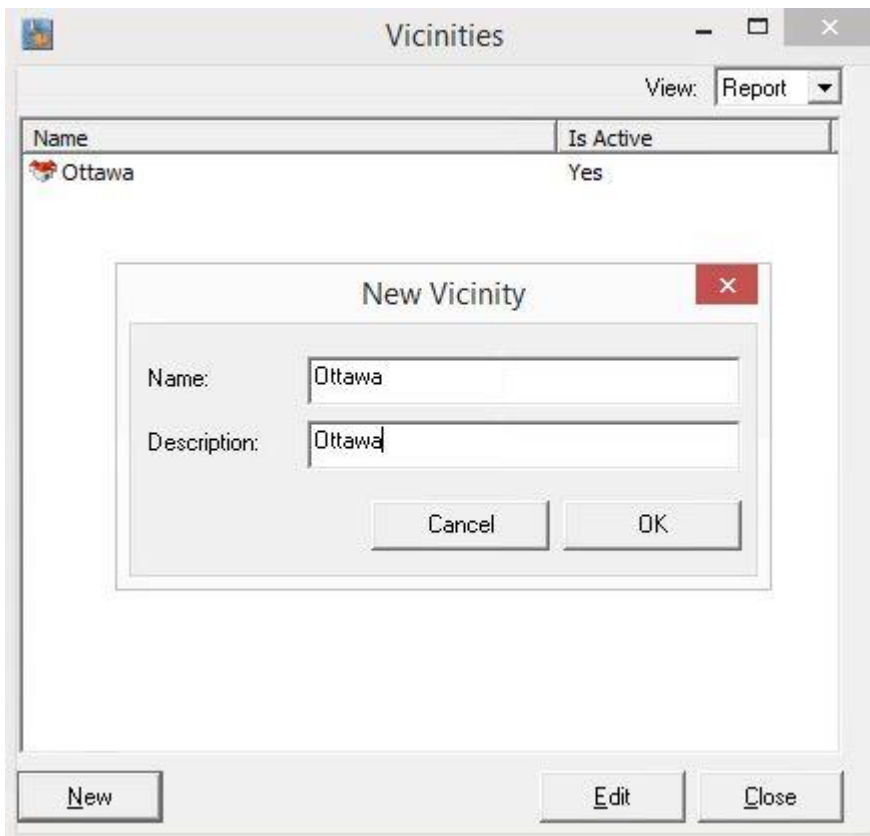 Vicinities
View: Report
Name Is Active
Ottawa Yes
New Vicinity
Name: Ottawa
Description: Ottawa
Cancel OK
New Edit Close